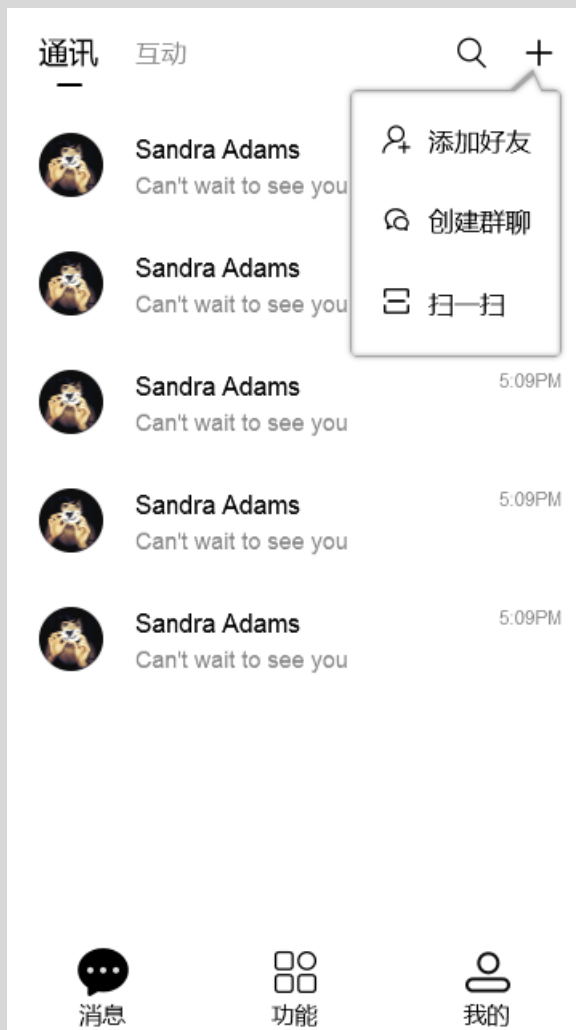 通讯 互动
添加好友
创建群聊
扫一扫
Sandra Adams
Can't wait to see you
Sandra Adams
Can't wait to see you
Sandra Adams 5:09PM
Can't wait to see you
Sandra Adams 5:09PM
Can't wait to see you
Sandra Adams 5:09PM
Can't wait to see you
消息 功能 我的